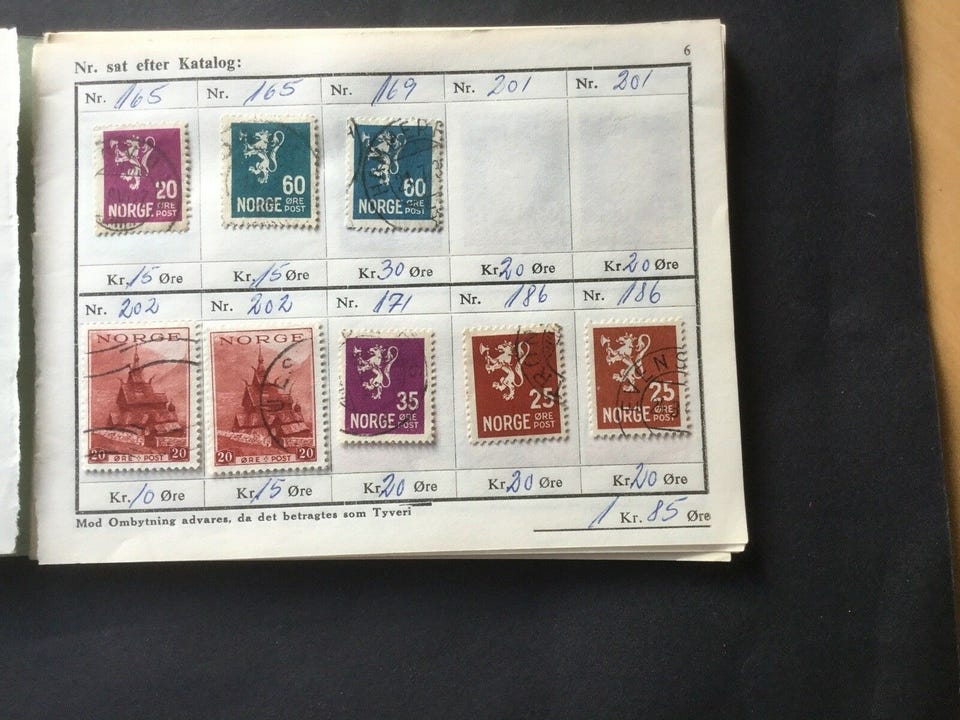 6
Nr. sat efter Katalog:
Nr. 165 Nr. 165 Nr. 169 Nr. 201 Nr. 201
20 NORGE ØRE POST
60 NORGE ØRE POST
60 NORGE ØRE POST
Kr. 15 Øre Kr. 15 Øre Kr. 30 Øre Kr. 20 Øre Kr. 20 Øre
Nr. 202 Nr. 202 Nr. 171 Nr. 186 Nr. 186
NORGE
20 ØRE POST 20
NORGE
20 ØRE POST 20
35 NORGE ØRE POST
25 NORGE ØRE POST
25 NORGE ØRE POST
Kr. 10 Øre Kr. 15 Øre Kr. 20 Øre Kr. 20 Øre Kr. 20 Øre
Mod Ombytning advares, da det betragtes som Tyveri
1 Kr. 85 Øre